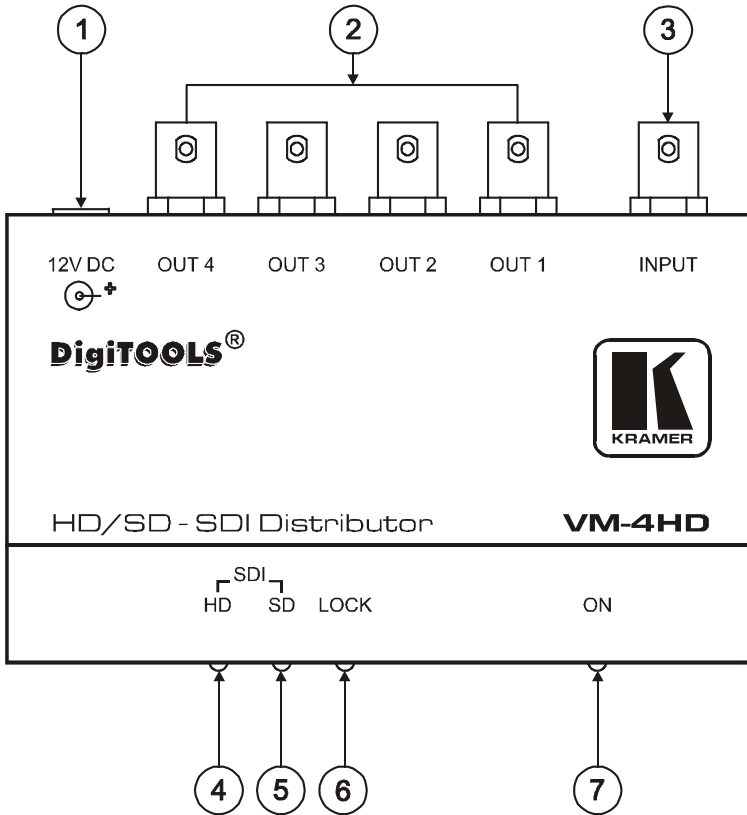 1 2 3
12V DC OUT 4 OUT 3 OUT 2 OUT 1 INPUT
+
DigiTOOLS®
K
KRAMER
HD/SD - SDI Distributor VM-4HD
SDI
HD SD LOCK ON
4 5 6 7